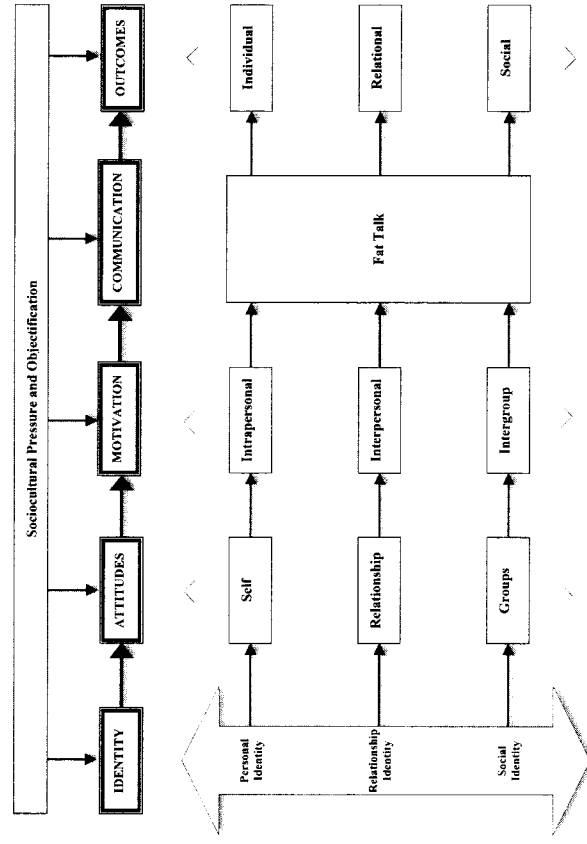 Sociocultural Pressure and Objectification
IDENTITY
ATTITUDES
MOTIVATION
COMMUNICATION
OUTCOMES
Personal
Identity
Self
Intrapersonal
Individual
Relationship
Identity
Relationship
Interpersonal
Relational
Social
Identity
Groups
Intergroup
Social
Fat Talk